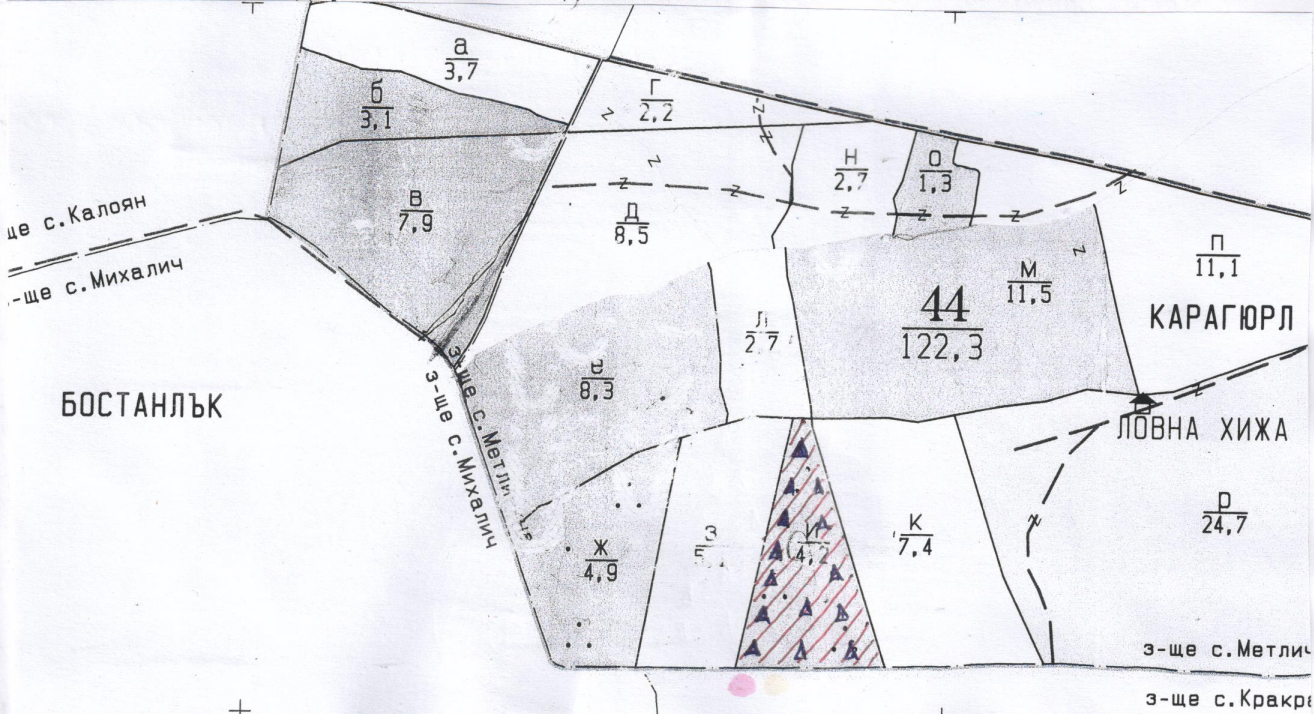 а
3,7
б
3,1
г
2,2
в
7,9
д
8,5
н
2,7
о
1,3
п
11,1
м
11,5
44
122,3
КАРАГЮРЛ
ще с.Калоян
-ще с.Михалич
л
2,7
е
8,3
БОСТАНЛЪК
з-ще с.Метли
з-ще с.Михалич
ЛОВНА ХИЖА
р
24,7
к
7,4
и
4,2
з
ж
4,9
з-ще с.Метлич
з-ще с.Кракр